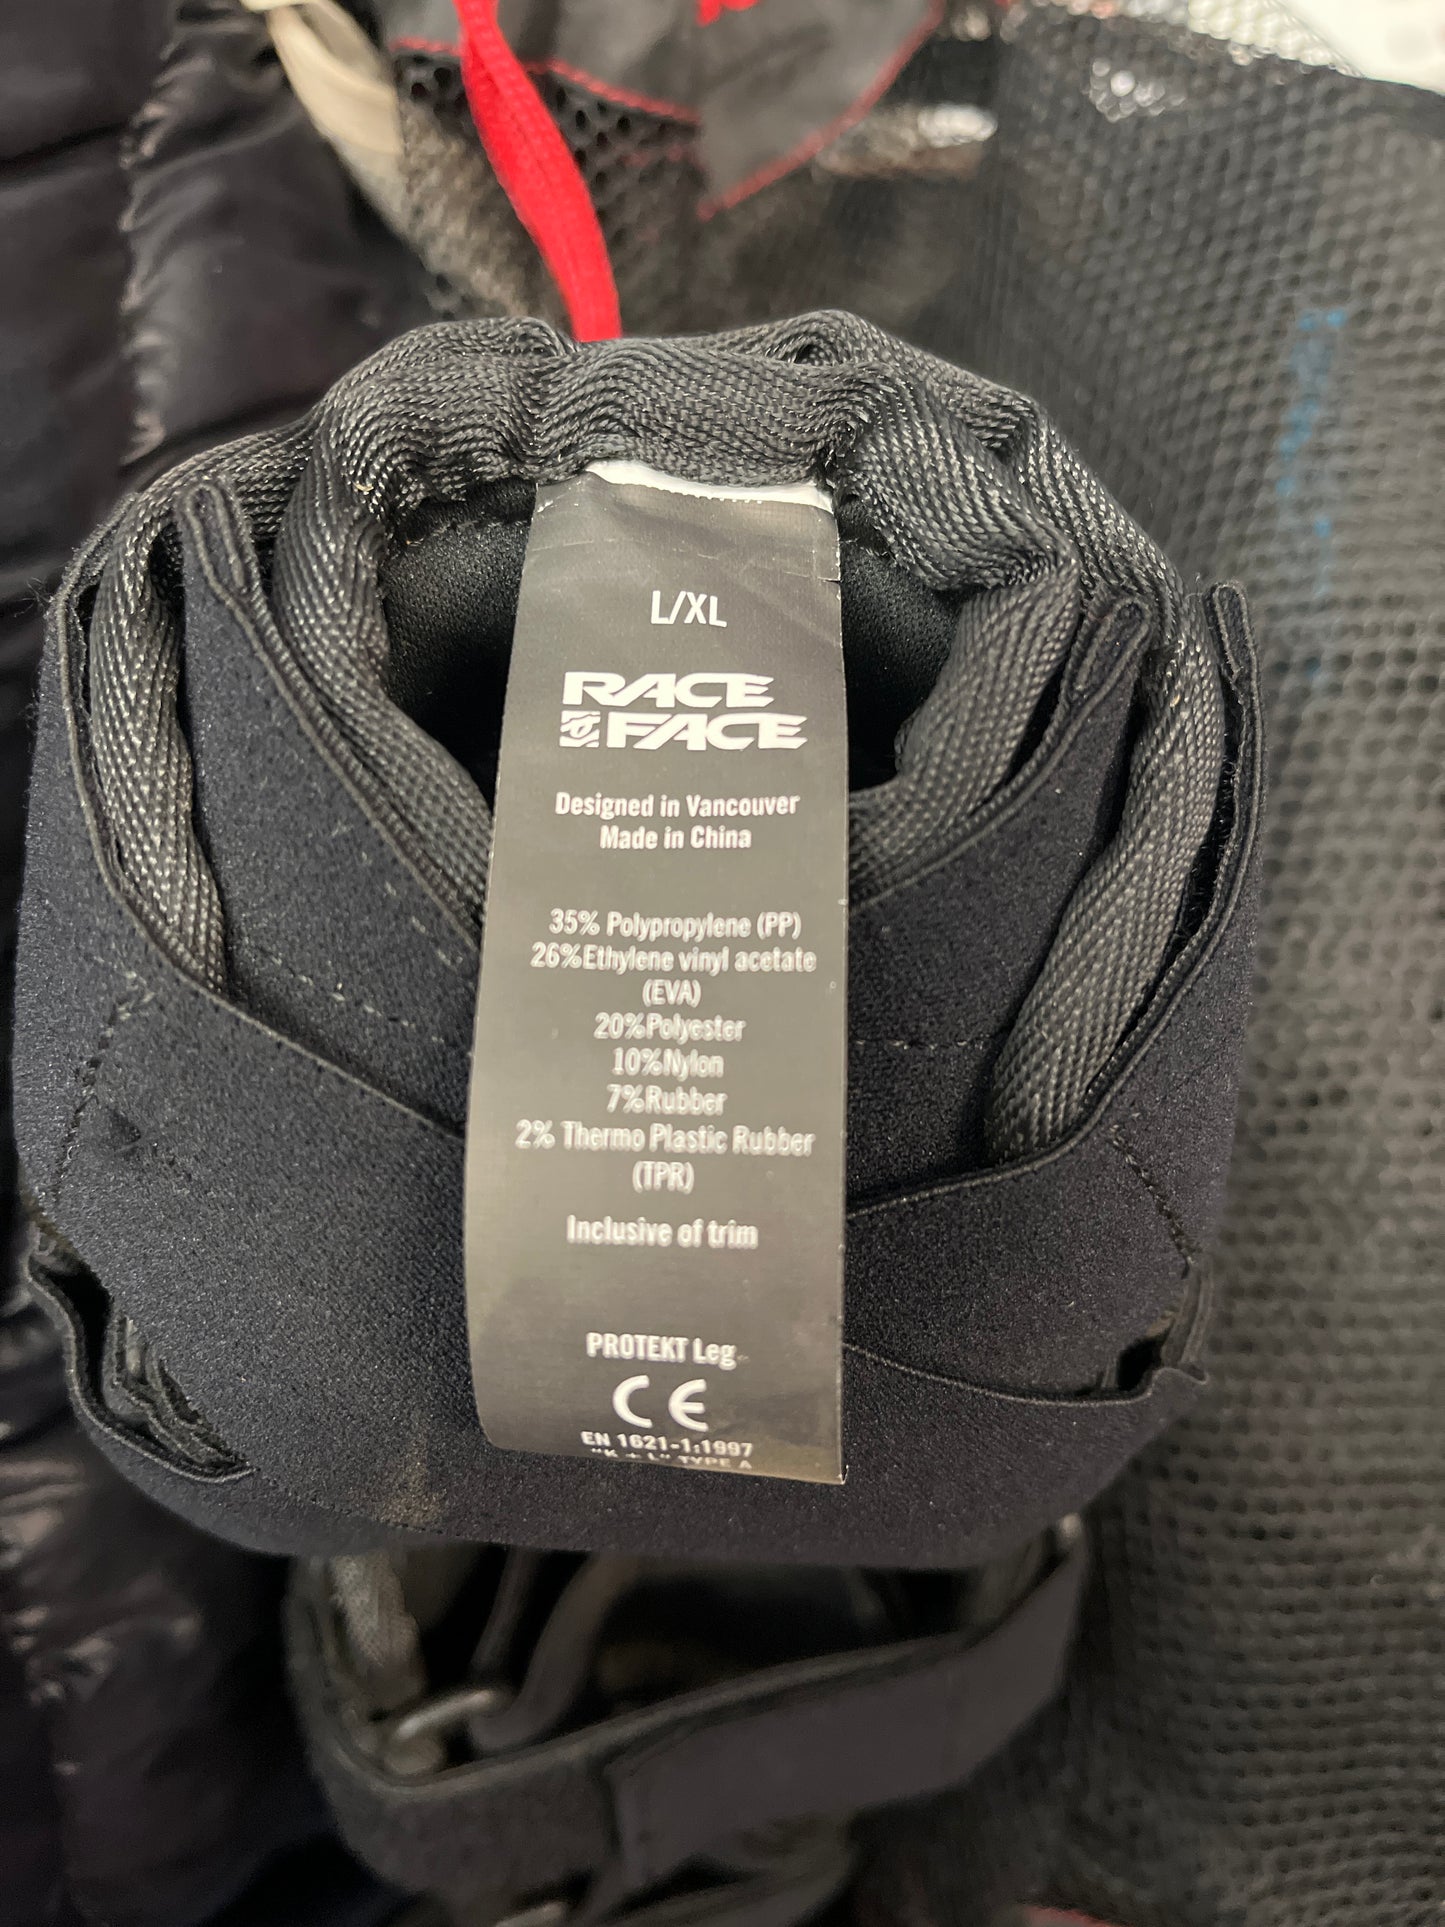 L/XL
RACE
FACE
Designed in Vancouver
Made in China
35% Polypropylene (PP)
26%Ethylene vinyl acetate
(EVA)
20%Polyester
10%Nylon
7%Rubber
2% Thermo Plastic Rubber
(TPR)
Inclusive of trim
PROTEKT Leg
CE
EN 1621-1:1997
"K + L" TYPE A